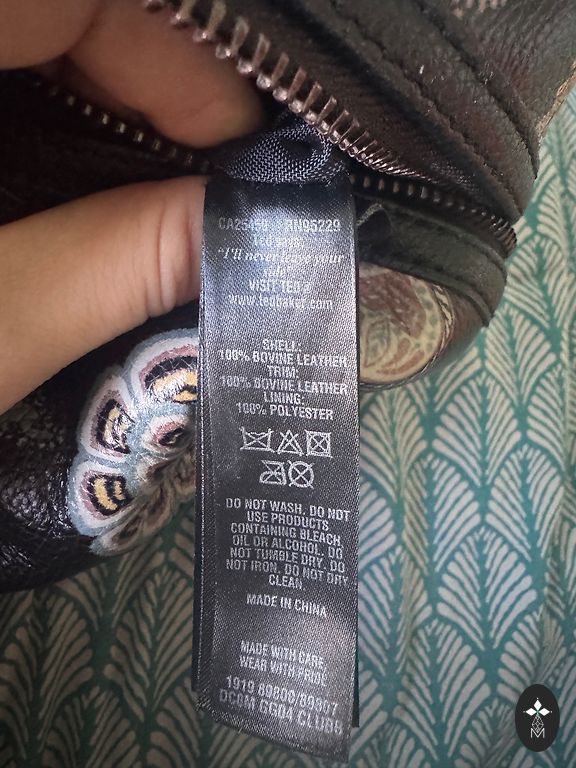 CA25450 RN95229
Ted says
"I'll never leave your
side"
VISIT TED @
www.tedbaker.com
SHELL:
100% BOVINE LEATHER
TRIM:
100% BOVINE LEATHER
LINING:
100% POLYESTER
DO NOT WASH, DO NOT
USE PRODUCTS
CONTAINING BLEACH
OIL OR ALCOHOL. DO
NOT TUMBLE DRY, DO
NOT IRON, DO NOT DRY
CLEAN
MADE IN CHINA
MADE WITH CARE
WEAR WITH PRIDE
1919 89806/89807
DC0M GG04 CLUB6
M